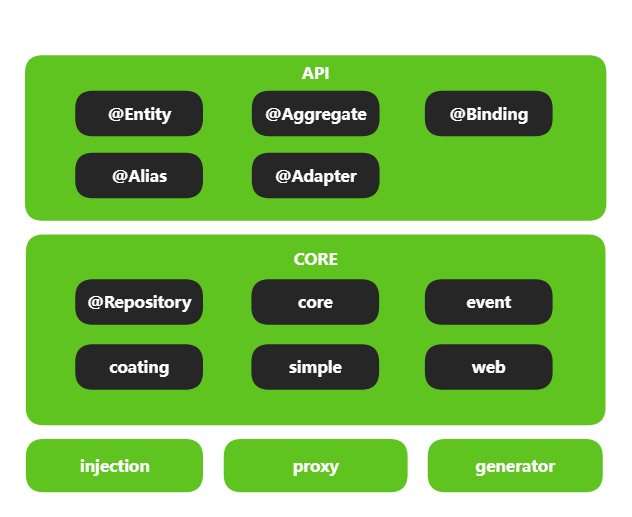 API
@Entity
@Aggregate
@Binding
@Alias
@Adapter
CORE
@Repository
core
event
coating
simple
web
injection
proxy
generator